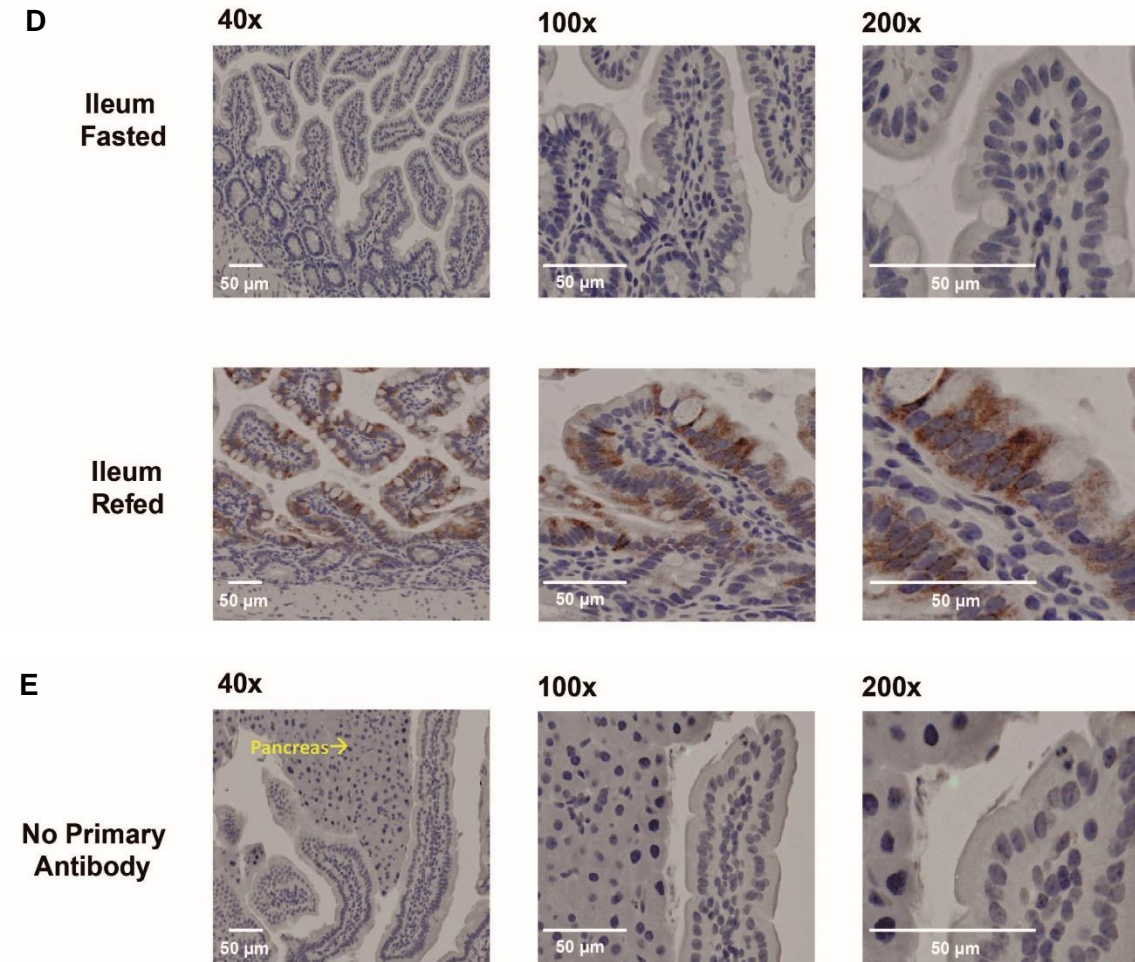 D
40x
100x
200x
Ileum
Fasted
50 µm
50 µm
50 µm
Ileum
Refed
50 µm
50 µm
50 µm
E
40x
100x
200x
Pancreas→
No Primary
Antibody
50 µm
50 µm
50 µm